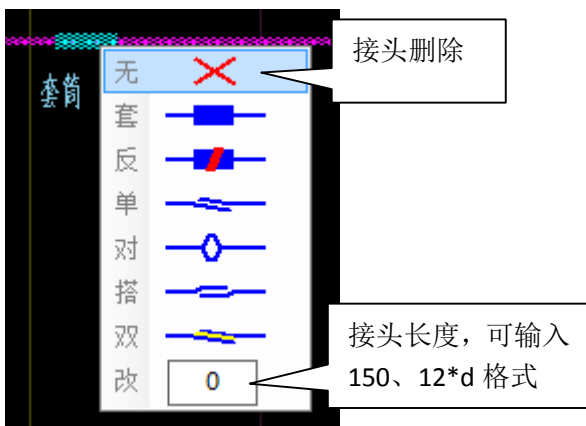 接头删除
无
套筒
套
反
单
对
搭
双
接头长度，可输入
150、12*d 格式
改 0